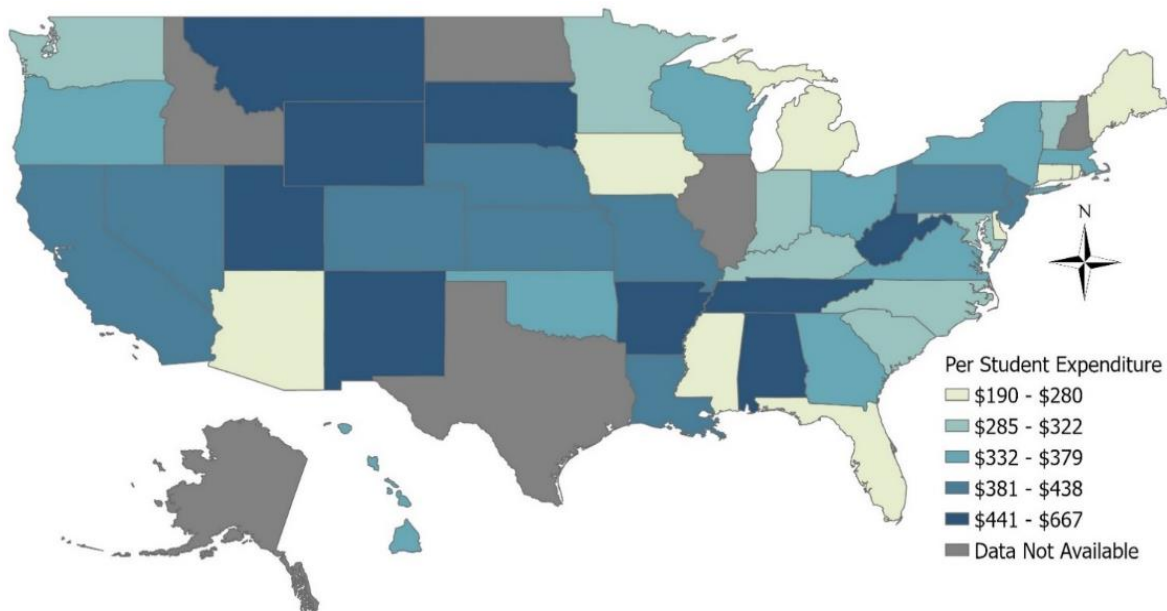 N
Per Student Expenditure
$190 - $280
$285 - $322
$332 - $379
$381 - $438
$441 - $667
Data Not Available